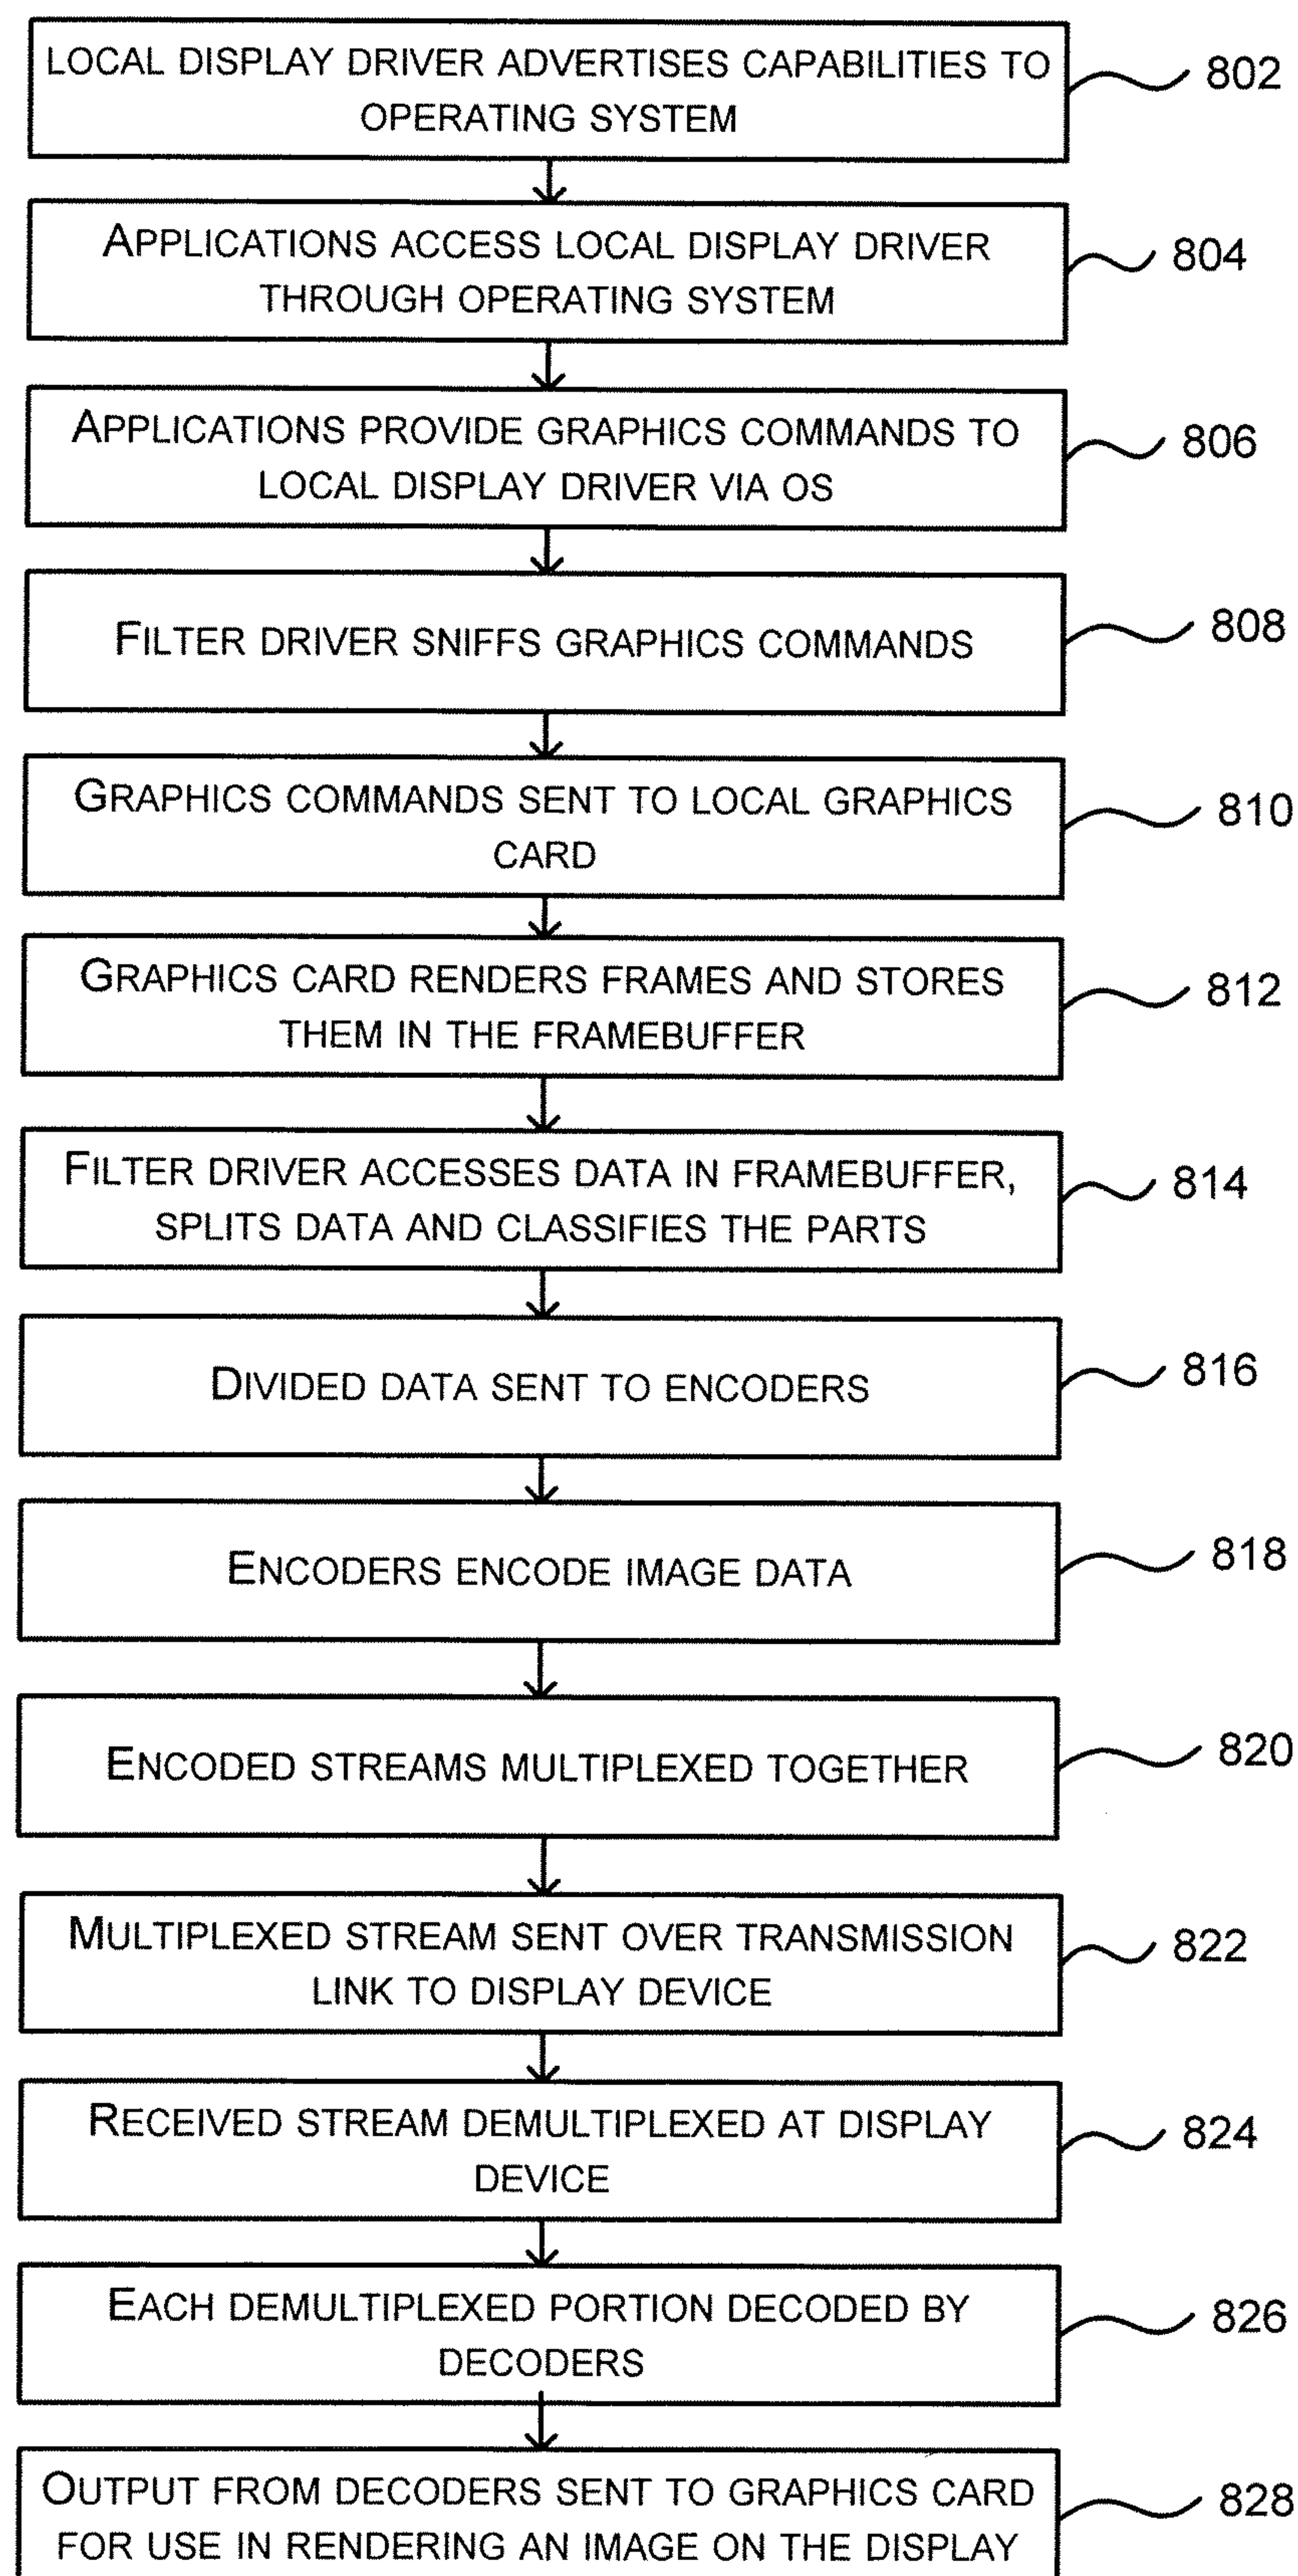 LOCAL DISPLAY DRIVER ADVERTISES CAPABILITIES TO
OPERATING SYSTEM
802
APPLICATIONS ACCESS LOCAL DISPLAY DRIVER
THROUGH OPERATING SYSTEM
804
APPLICATIONS PROVIDE GRAPHICS COMMANDS TO
LOCAL DISPLAY DRIVER VIA OS
806
FILTER DRIVER SNIFFS GRAPHICS COMMANDS
808
GRAPHICS COMMANDS SENT TO LOCAL GRAPHICS
CARD
810
GRAPHICS CARD RENDERS FRAMES AND STORES
THEM IN THE FRAMEBUFFER
812
FILTER DRIVER ACCESSES DATA IN FRAMEBUFFER,
SPLITS DATA AND CLASSIFIES THE PARTS
814
DIVIDED DATA SENT TO ENCODERS
816
ENCODERS ENCODE IMAGE DATA
818
ENCODED STREAMS MULTIPLEXED TOGETHER
820
MULTIPLEXED STREAM SENT OVER TRANSMISSION
LINK TO DISPLAY DEVICE
822
RECEIVED STREAM DEMULTIPLEXED AT DISPLAY
DEVICE
824
EACH DEMULTIPLEXED PORTION DECODED BY
DECODERS
826
OUTPUT FROM DECODERS SENT TO GRAPHICS CARD
FOR USE IN RENDERING AN IMAGE ON THE DISPLAY
828